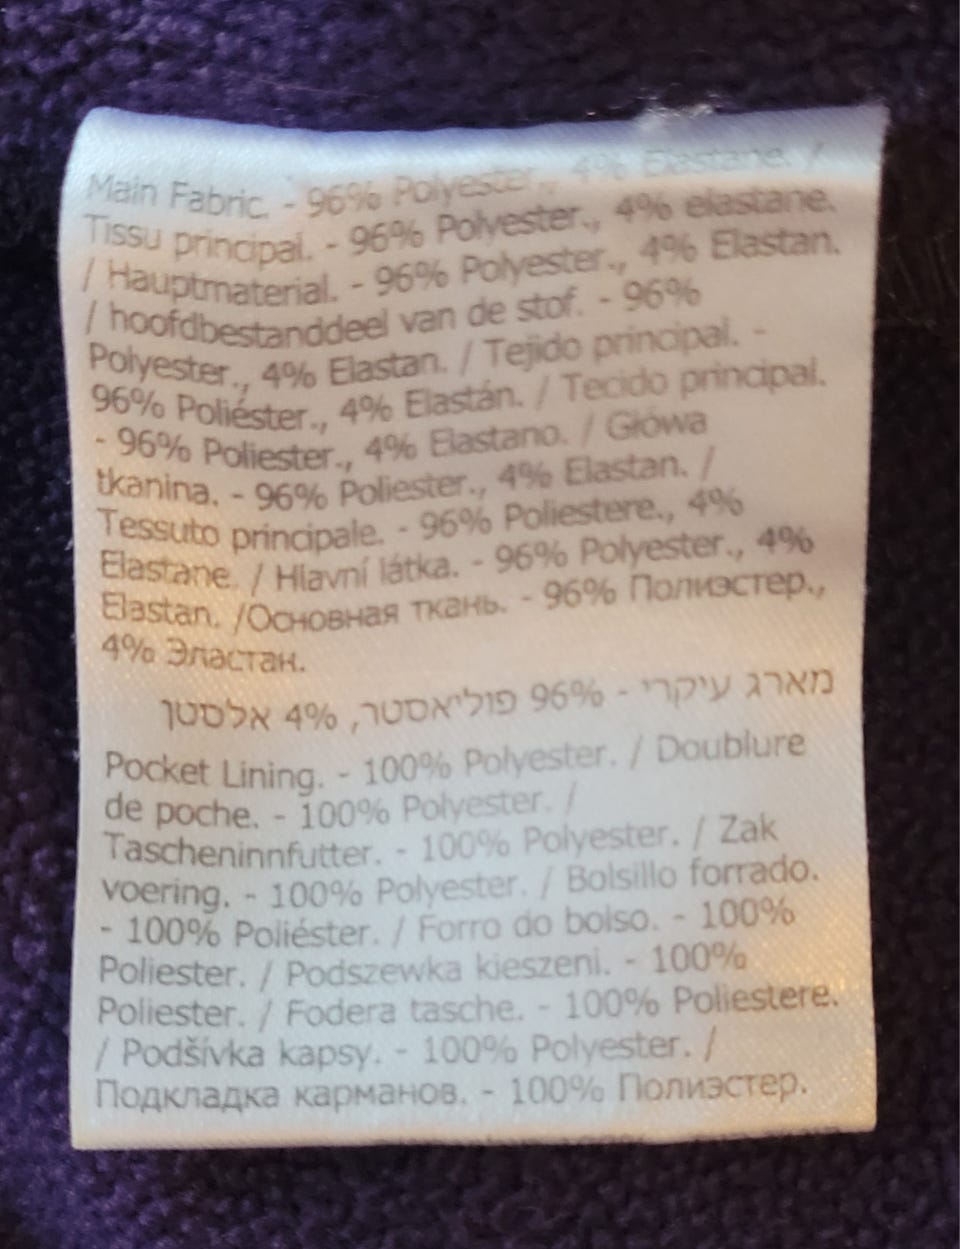 Main Fabric. - 96% Polyester., 4% Elastane. /
Tissu principal. - 96% Polyester., 4% elastane.
/ Hauptmaterial. - 96% Polyester., 4% Elastan.
/ hoofdbestanddeel van de stof. - 96%
Polyester., 4% Elastan. / Tejido principal. -
96% Poliéster., 4% Elastán. / Tecido principal.
- 96% Poliester., 4% Elastano. / Główa
tkanina. - 96% Poliester., 4% Elastan. /
Tessuto principale. - 96% Poliestere., 4%
Elastane. / Hlavní látka. - 96% Polyester., 4%
Elastan. /Основная ткань. - 96% Полиэстер.,
4% Эластан.
מארג עיקרי - 96% פוליאסטר, 4% אלסטן
Pocket Lining. - 100% Polyester. / Doublure
de poche. - 100% Polyester. /
Tascheninnfutter. - 100% Polyester. / Zak
voering. - 100% Polyester. / Bolsillo forrado.
- 100% Poliéster. / Forro do bolso. - 100%
Poliester. / Podszewka kieszeni. - 100%
Poliester. / Fodera tasche. - 100% Poliestere.
/ Podšívka kapsy. - 100% Polyester. /
Подкладка карманов. - 100% Полиэстер.